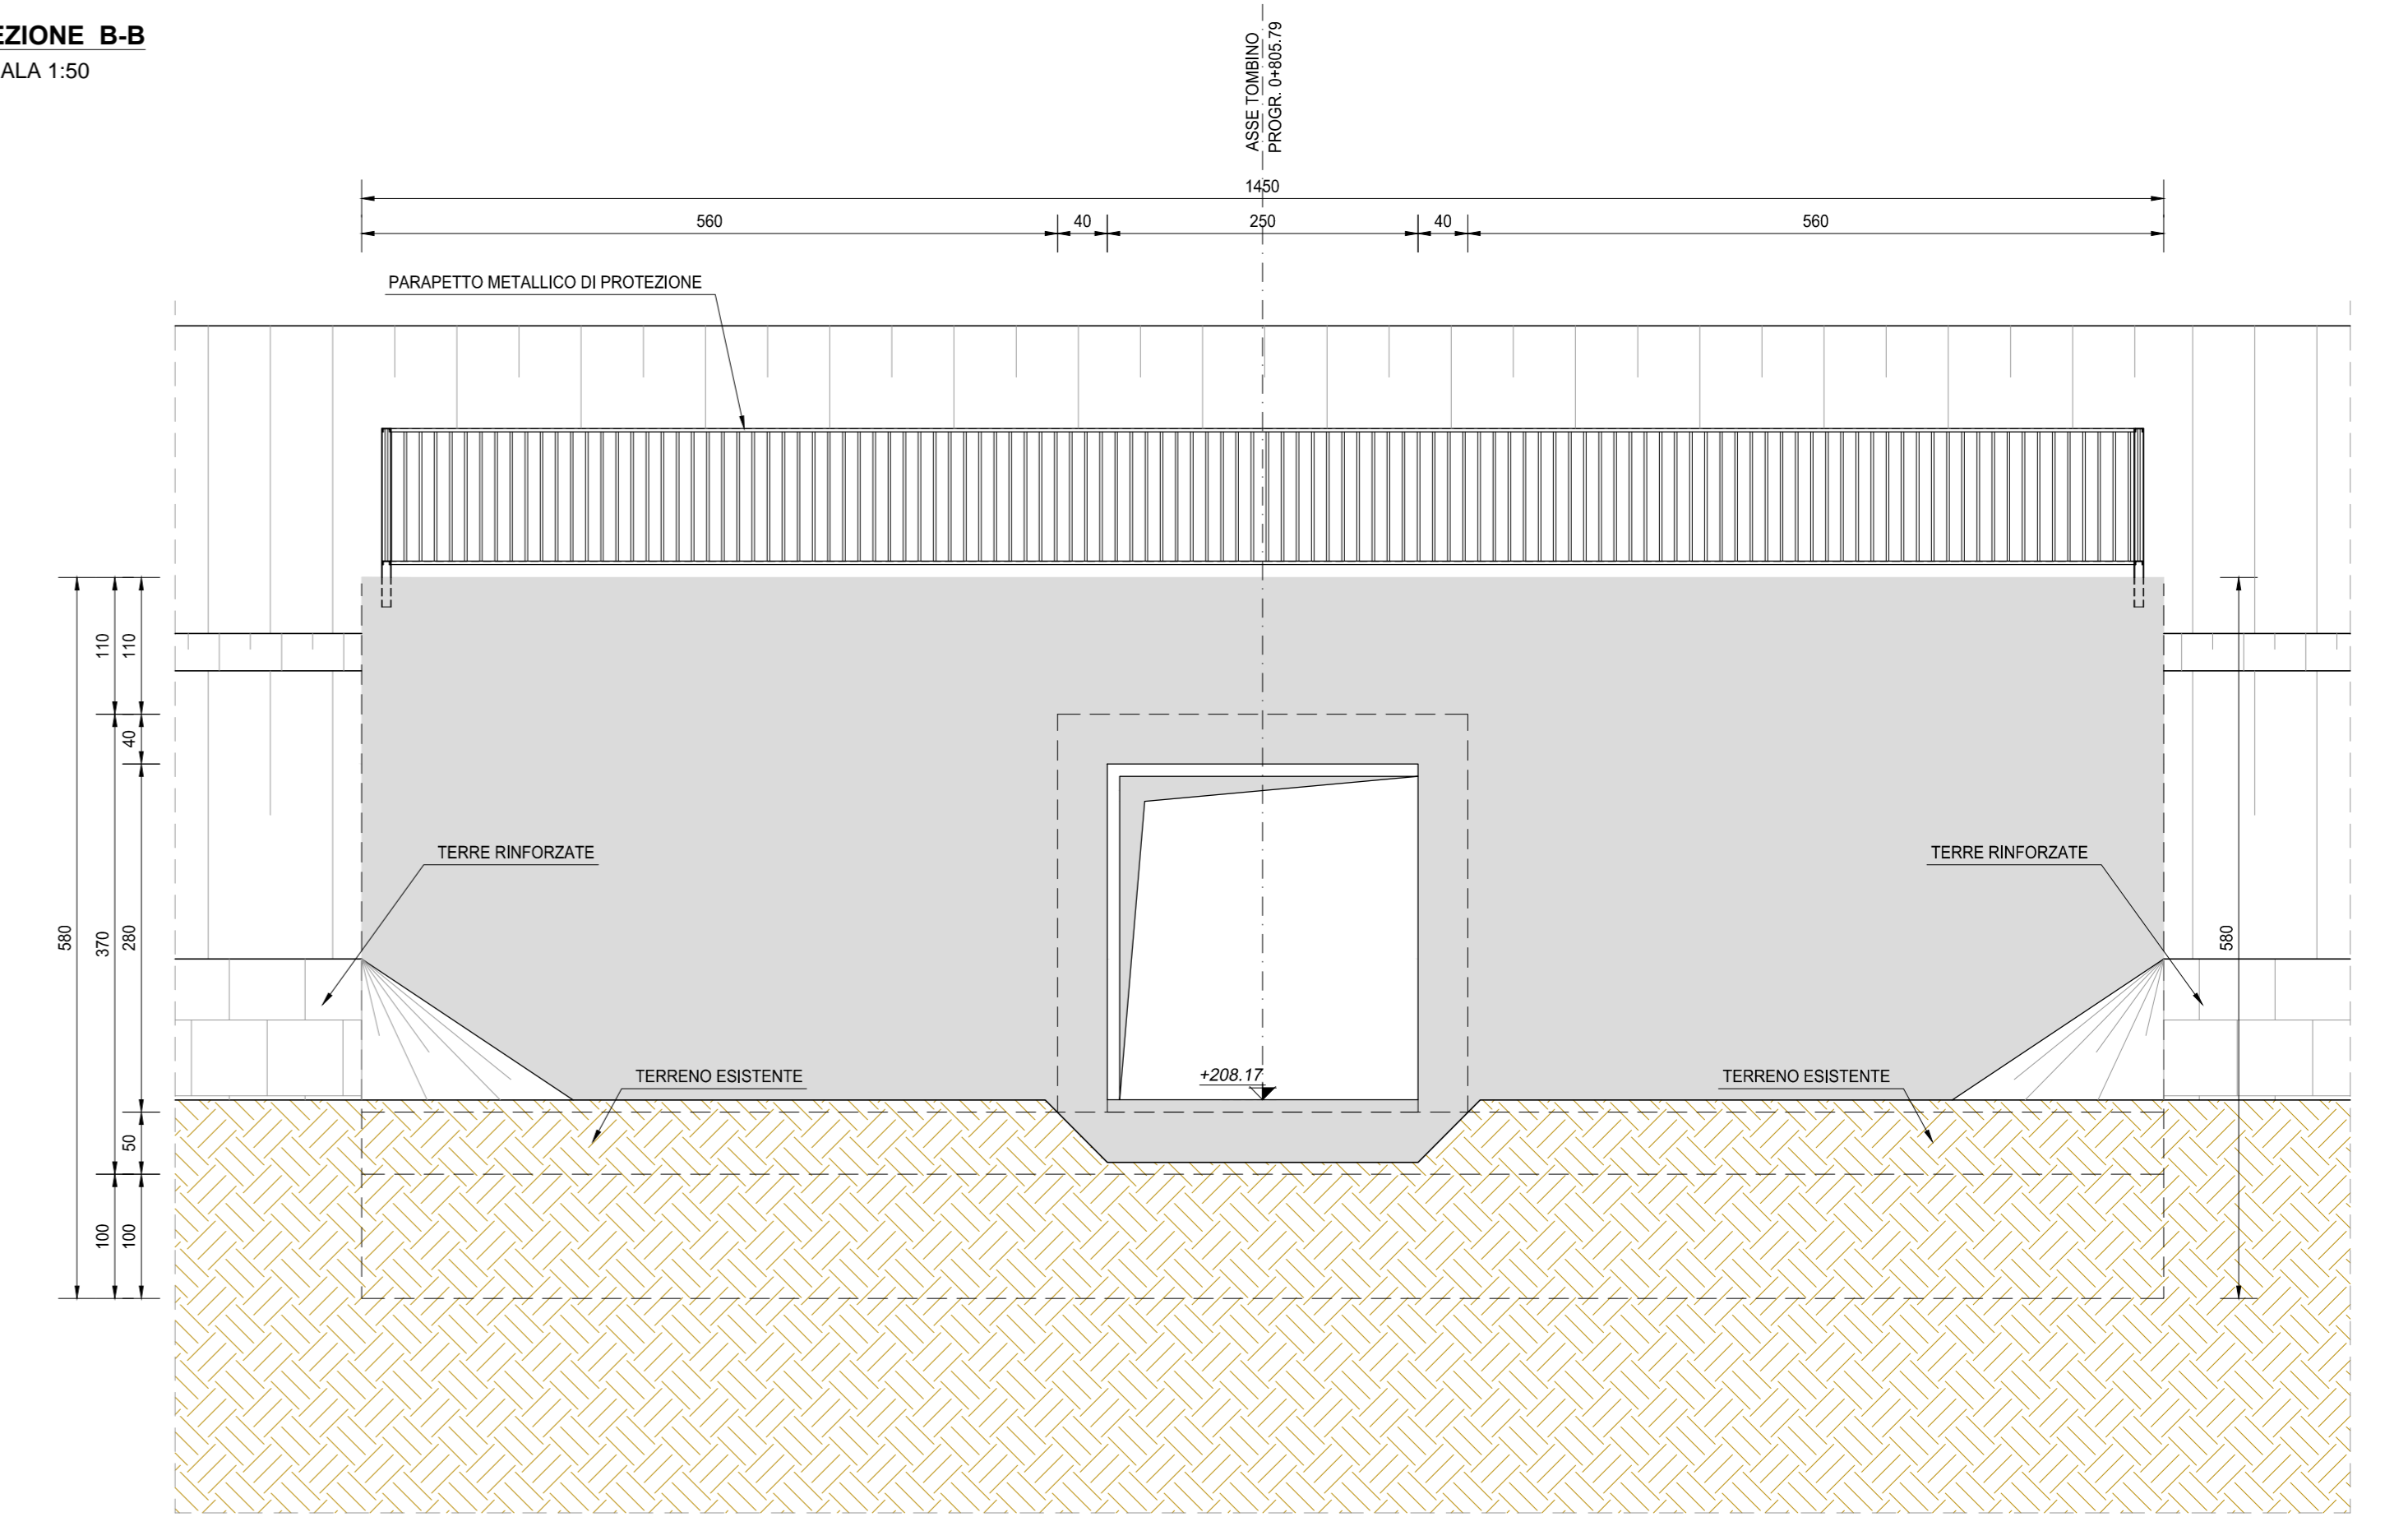 EZIONE B-B
ALA 1:50
ASSE TOMBINO
PROGR. 0+805.79
1450
560
40
250
40
560
PARAPETTO METALLICO DI PROTEZIONE
110
110
40
TERRE RINFORZATE
TERRE RINFORZATE
580
370
280
580
+208.17
TERRENO ESISTENTE
TERRENO ESISTENTE
50
100
100